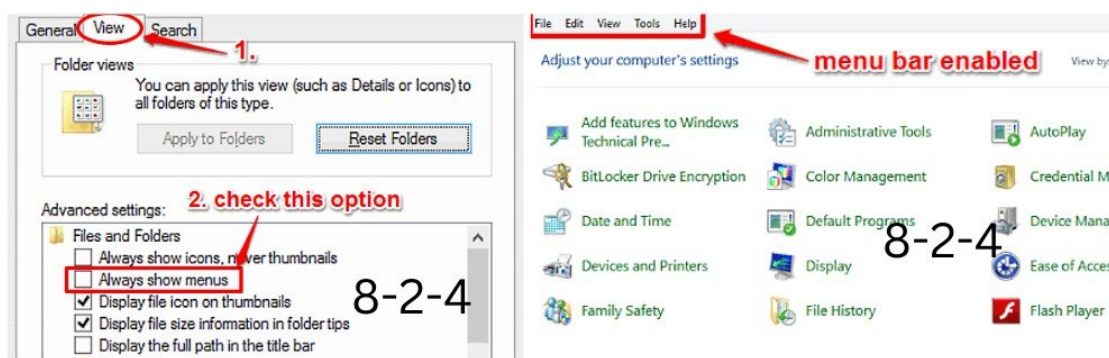 General View Search
1.
Folder views
You can apply this view (such as Details or Icons) to
all folders of this type.
Apply to Folders Reset Folders
2. check this option
Advanced settings:
Files and Folders
Always show icons, never thumbnails
Always show menus
Display file icon on thumbnails
8-2-4
Display file size information in folder tips
Display the full path in the title bar
File Edit View Tools Help
menu bar enabled
Adjust your computer's settings View by
Add features to Windows
Technical Pre...
Administrative Tools
AutoPlay
BitLocker Drive Encryption
Color Management
Credential M
Date and Time
Default Programs
8-2-4
Device Mana
Devices and Printers
Display
Ease of Acces
Family Safety
File History
Flash Player